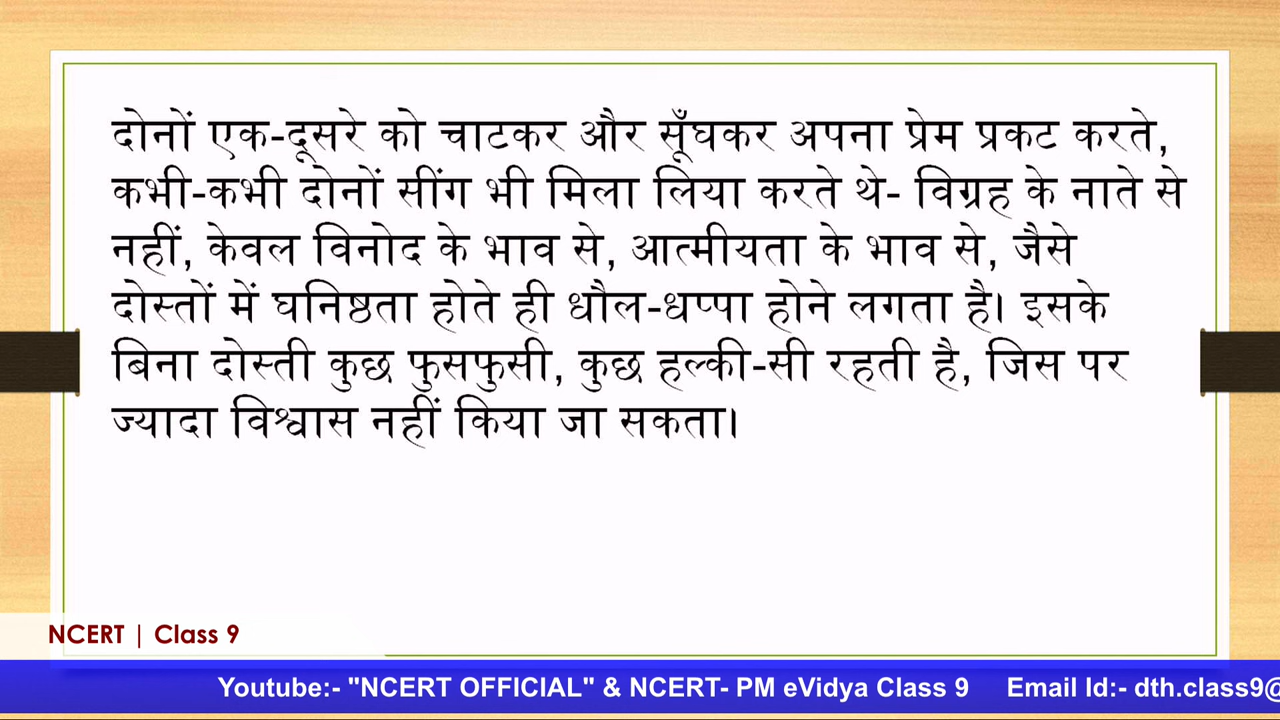 दोनों एक-दूसरे को चाटकर और सूँघकर अपना प्रेम प्रकट करते,
कभी-कभी दोनों सींग भी मिला लिया करते थे- विग्रह के नाते से
नहीं, केवल विनोद के भाव से, आत्मीयता के भाव से, जैसे
दोस्तों में घनिष्ठता होते ही धौल-धप्पा होने लगता है। इसके
बिना दोस्ती कुछ फुसफुसी, कुछ हल्की-सी रहती है, जिस पर
ज्यादा विश्वास नहीं किया जा सकता।
NCERT | Class 9
Youtube:- "NCERT OFFICIAL" & NCERT- PM eVidya Class 9 Email Id:- dth.class9@